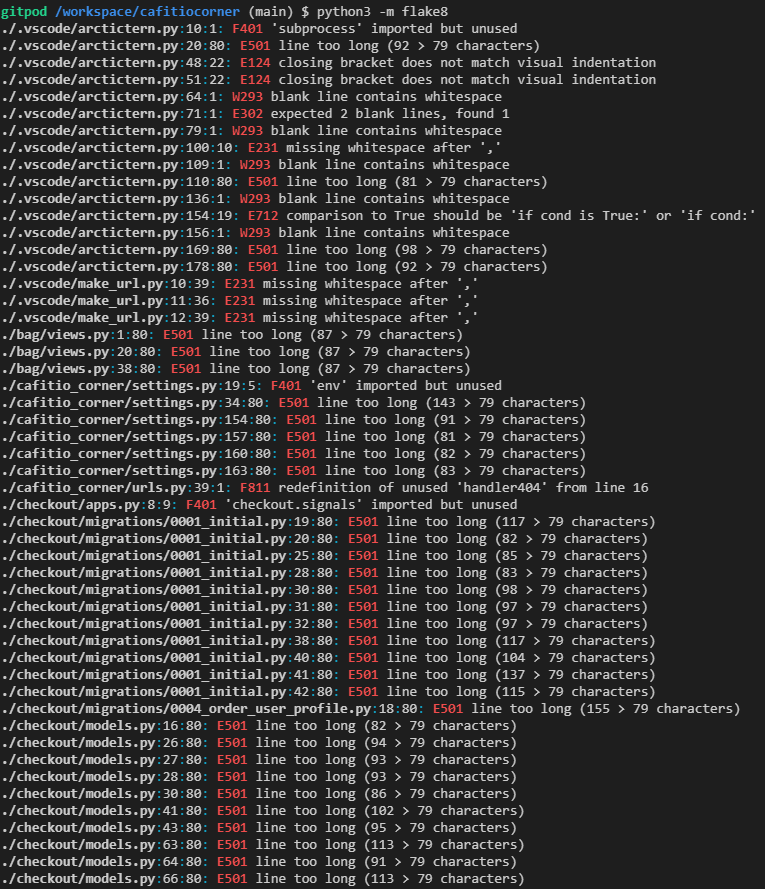 gitpod /workspace/cafitiocorner (main) $ python3 -m flake8
./.vscode/arctictern.py:10:1: F401 'subprocess' imported but unused
./.vscode/arctictern.py:20:80: E501 line too long (92 > 79 characters)
./.vscode/arctictern.py:48:22: E124 closing bracket does not match visual indentation
./.vscode/arctictern.py:51:22: E124 closing bracket does not match visual indentation
./.vscode/arctictern.py:64:1: W293 blank line contains whitespace
./.vscode/arctictern.py:71:1: E302 expected 2 blank lines, found 1
./.vscode/arctictern.py:79:1: W293 blank line contains whitespace
./.vscode/arctictern.py:100:10: E231 missing whitespace after ','
./.vscode/arctictern.py:109:1: W293 blank line contains whitespace
./.vscode/arctictern.py:110:80: E501 line too long (81 > 79 characters)
./.vscode/arctictern.py:136:1: W293 blank line contains whitespace
./.vscode/arctictern.py:154:19: E712 comparison to True should be 'if cond is True:' or 'if cond:'
./.vscode/arctictern.py:156:1: W293 blank line contains whitespace
./.vscode/arctictern.py:169:80: E501 line too long (98 > 79 characters)
./.vscode/arctictern.py:178:80: E501 line too long (92 > 79 characters)
./.vscode/make_url.py:10:39: E231 missing whitespace after ','
./.vscode/make_url.py:11:36: E231 missing whitespace after ','
./.vscode/make_url.py:12:39: E231 missing whitespace after ','
./bag/views.py:1:80: E501 line too long (87 > 79 characters)
./bag/views.py:20:80: E501 line too long (87 > 79 characters)
./bag/views.py:38:80: E501 line too long (87 > 79 characters)
./cafitio_corner/settings.py:19:5: F401 'env' imported but unused
./cafitio_corner/settings.py:34:80: E501 line too long (143 > 79 characters)
./cafitio_corner/settings.py:154:80: E501 line too long (91 > 79 characters)
./cafitio_corner/settings.py:157:80: E501 line too long (81 > 79 characters)
./cafitio_corner/settings.py:160:80: E501 line too long (82 > 79 characters)
./cafitio_corner/settings.py:163:80: E501 line too long (83 > 79 characters)
./cafitio_corner/urls.py:39:1: F811 redefinition of unused 'handler404' from line 16
./checkout/apps.py:8:9: F401 'checkout.signals' imported but unused
./checkout/migrations/0001_initial.py:19:80: E501 line too long (117 > 79 characters)
./checkout/migrations/0001_initial.py:20:80: E501 line too long (82 > 79 characters)
./checkout/migrations/0001_initial.py:25:80: E501 line too long (85 > 79 characters)
./checkout/migrations/0001_initial.py:28:80: E501 line too long (83 > 79 characters)
./checkout/migrations/0001_initial.py:30:80: E501 line too long (98 > 79 characters)
./checkout/migrations/0001_initial.py:31:80: E501 line too long (97 > 79 characters)
./checkout/migrations/0001_initial.py:32:80: E501 line too long (97 > 79 characters)
./checkout/migrations/0001_initial.py:38:80: E501 line too long (117 > 79 characters)
./checkout/migrations/0001_initial.py:40:80: E501 line too long (104 > 79 characters)
./checkout/migrations/0001_initial.py:41:80: E501 line too long (137 > 79 characters)
./checkout/migrations/0001_initial.py:42:80: E501 line too long (115 > 79 characters)
./checkout/migrations/0004_order_user_profile.py:18:80: E501 line too long (155 > 79 characters)
./checkout/models.py:16:80: E501 line too long (82 > 79 characters)
./checkout/models.py:26:80: E501 line too long (94 > 79 characters)
./checkout/models.py:27:80: E501 line too long (93 > 79 characters)
./checkout/models.py:28:80: E501 line too long (93 > 79 characters)
./checkout/models.py:30:80: E501 line too long (86 > 79 characters)
./checkout/models.py:41:80: E501 line too long (102 > 79 characters)
./checkout/models.py:43:80: E501 line too long (95 > 79 characters)
./checkout/models.py:63:80: E501 line too long (113 > 79 characters)
./checkout/models.py:64:80: E501 line too long (91 > 79 characters)
./checkout/models.py:66:80: E501 line too long (113 > 79 characters)